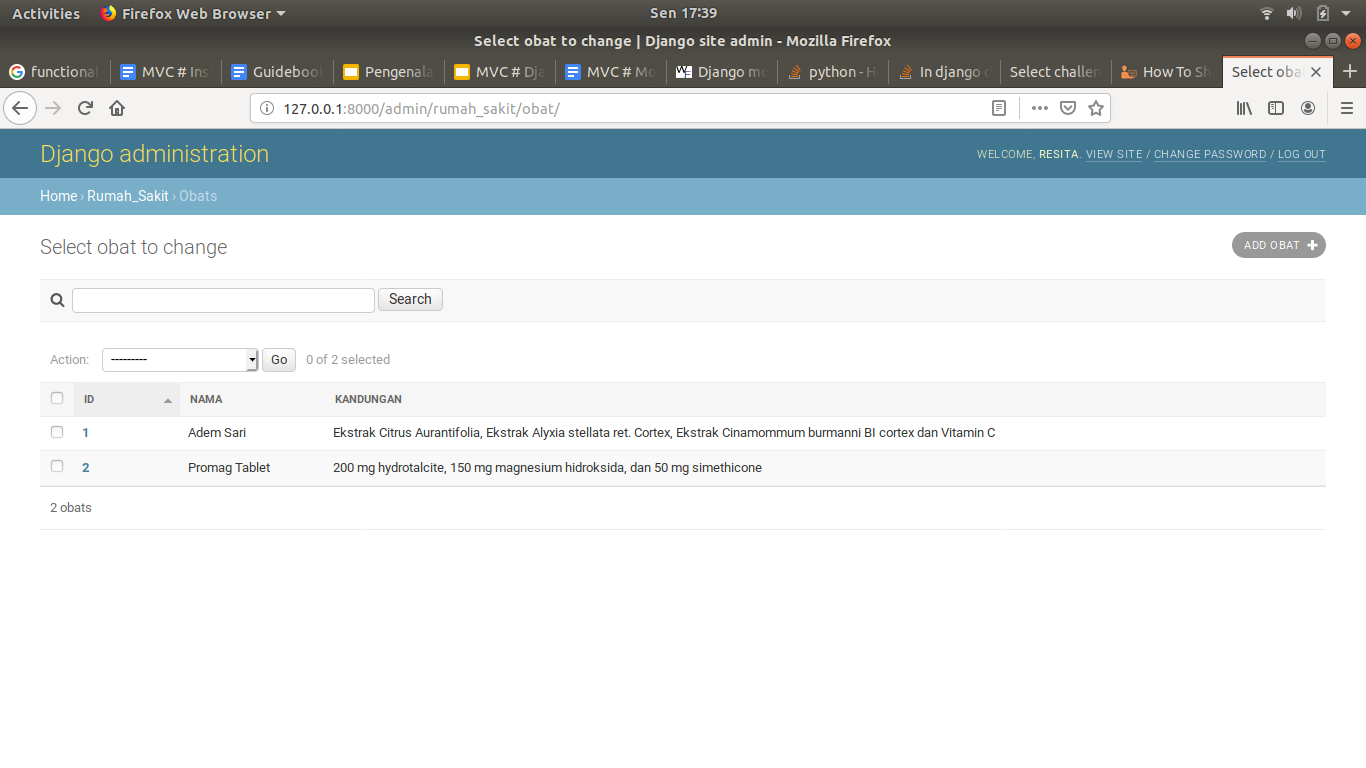 Activities Firefox Web Browser Sen 17:39
Select obat to change | Django site admin - Mozilla Firefox
functional MVC # Ins Guideboo Pengenala MVC # Dja MVC # Mo Django mo python - H In django Select challen How To Sh Select oba
127.0.0.1:8000/admin/rumah_sakit/obat/
Django administration WELCOME, RESITA. VIEW SITE / CHANGE PASSWORD / LOG OUT
Home › Rumah_Sakit › Obats
Select obat to change ADD OBAT +
Search
Action: --------- Go 0 of 2 selected
ID NAMA KANDUNGAN
1 Adem Sari Ekstrak Citrus Aurantifolia, Ekstrak Alyxia stellata ret. Cortex, Ekstrak Cinamommum burmanni BI cortex dan Vitamin C
2 Promag Tablet 200 mg hydrotalcite, 150 mg magnesium hidroksida, dan 50 mg simethicone
2 obats